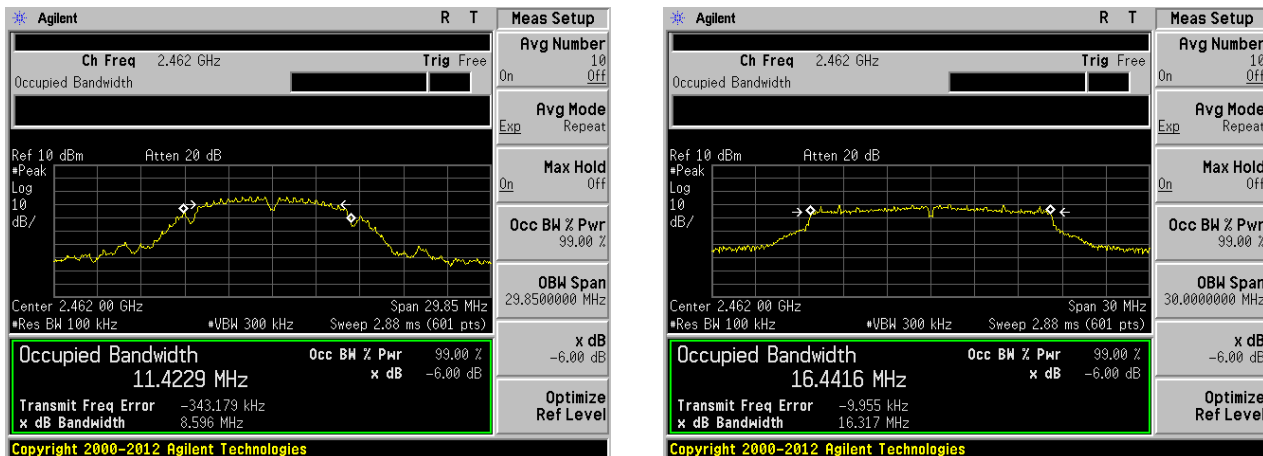 Agilent R T Meas Setup
Ch Freq 2.462 GHz Trig Free
Occupied Bandwidth
Avg Number
10
On Off
Avg Mode
Exp Repeat
Ref 10 dBm Atten 20 dB
#Peak
Log
10
dB/
Max Hold
On Off
Occ BW % Pwr
99.00 %
Center 2.462 00 GHz Span 29.85 MHz
#Res BW 100 kHz #VBW 300 kHz Sweep 2.88 ms (601 pts)
OBW Span
29.8500000 MHz
Occupied Bandwidth Occ BW % Pwr 99.00 %
11.4229 MHz x dB -6.00 dB
Transmit Freq Error -343.179 kHz
x dB Bandwidth 8.596 MHz
x dB
-6.00 dB
Optimize
Ref Level
Copyright 2000-2012 Agilent Technologies
Agilent R T Meas Setup
Ch Freq 2.462 GHz Trig Free
Occupied Bandwidth
Avg Number
10
On Off
Avg Mode
Exp Repeat
Ref 10 dBm Atten 20 dB
#Peak
Log
10
dB/
Max Hold
On Off
Occ BW % Pwr
99.00 %
Center 2.462 00 GHz Span 30 MHz
#Res BW 100 kHz #VBW 300 kHz Sweep 2.88 ms (601 pts)
OBW Span
30.0000000 MHz
Occupied Bandwidth Occ BW % Pwr 99.00 %
16.4416 MHz x dB -6.00 dB
Transmit Freq Error -9.955 kHz
x dB Bandwidth 16.317 MHz
x dB
-6.00 dB
Optimize
Ref Level
Copyright 2000-2012 Agilent Technologies